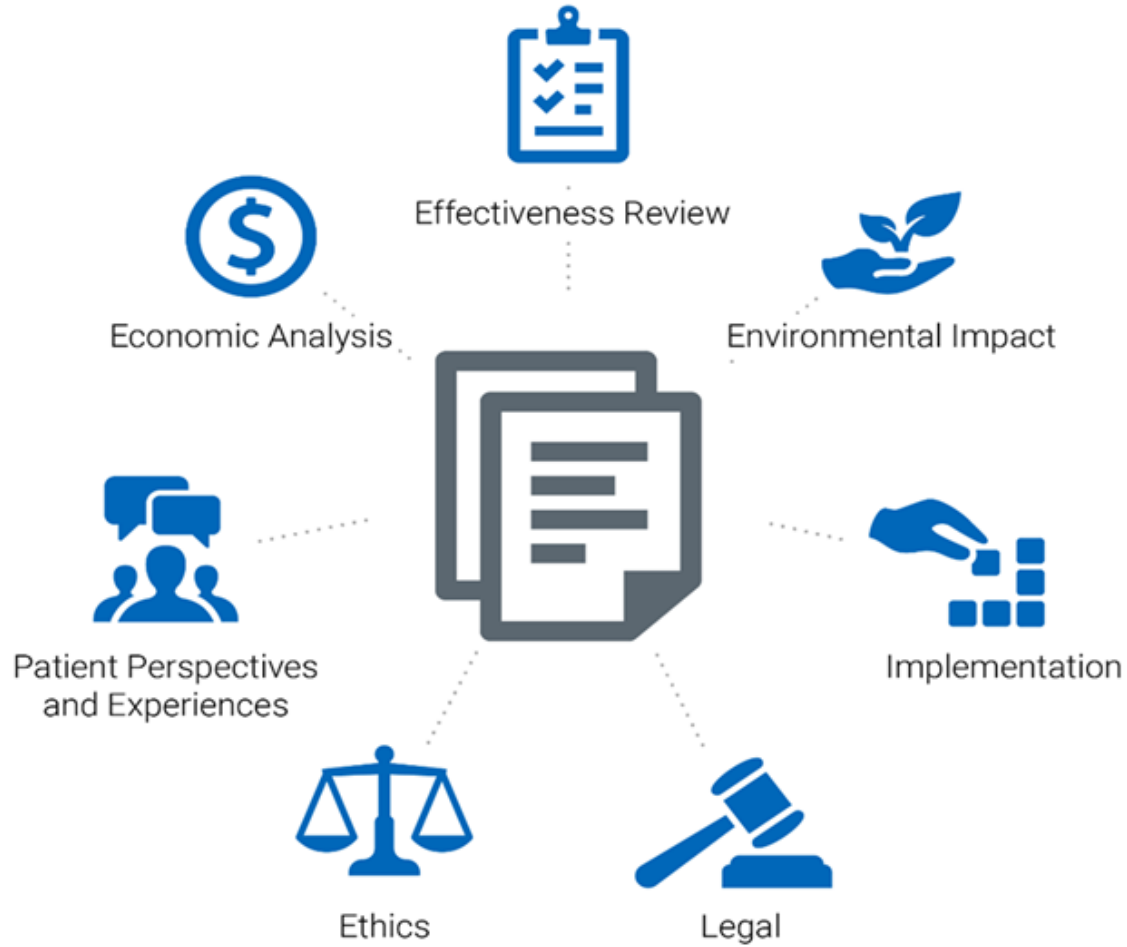 Effectiveness Review
Economic Analysis
Environmental Impact
Patient Perspectives
and Experiences
Implementation
Ethics
Legal